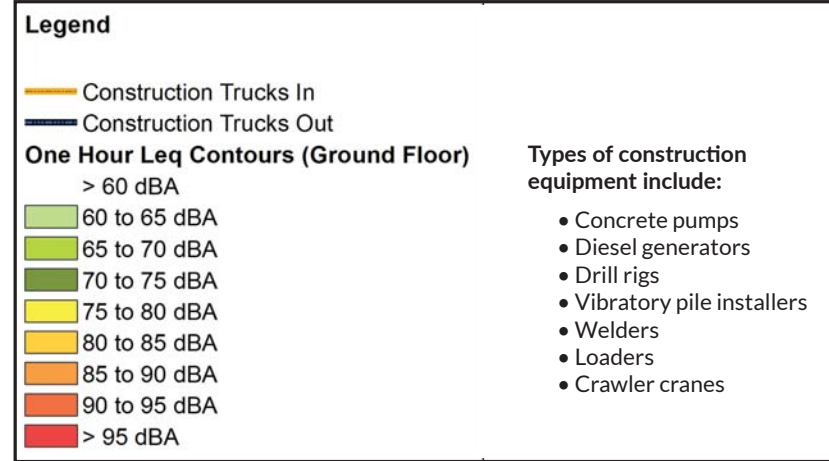 Legend
Construction Trucks In
Construction Trucks Out
One Hour Leq Contours (Ground Floor)
> 60 dBA
60 to 65 dBA
65 to 70 dBA
70 to 75 dBA
75 to 80 dBA
80 to 85 dBA
85 to 90 dBA
90 to 95 dBA
> 95 dBA
Types of construction
equipment include:
• Concrete pumps
• Diesel generators
• Drill rigs
• Vibratory pile installers
• Welders
• Loaders
• Crawler cranes